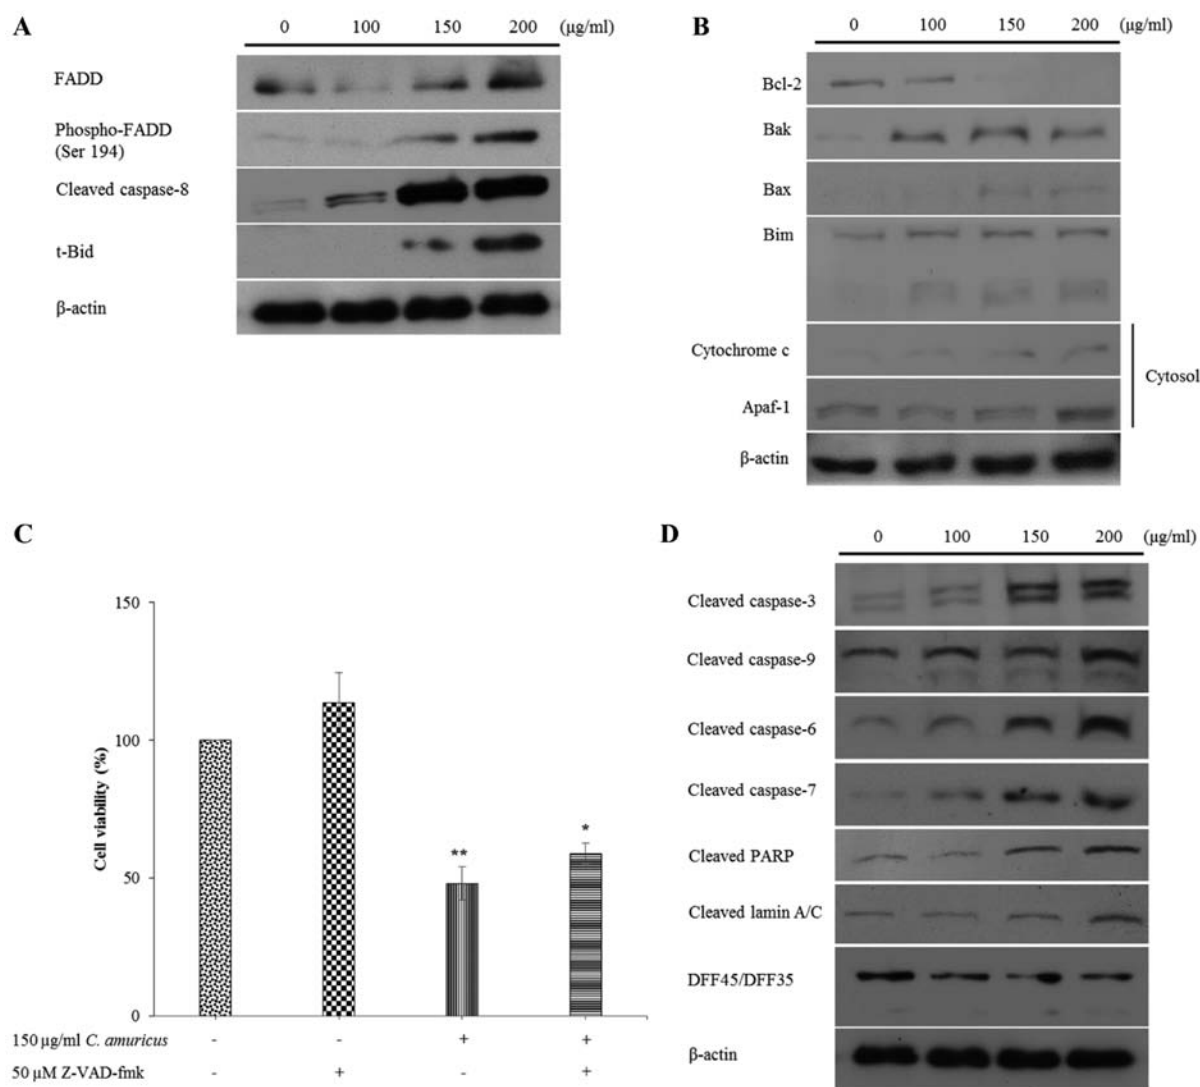 A
0 100 150 200 (μg/ml)
FADD
Phospho-FADD
(Ser 194)
Cleaved caspase-8
t-Bid
β-actin
B
0 100 150 200 (μg/ml)
Bcl-2
Bak
Bax
Bim
Cytochrome c
Apaf-1
Cytosol
β-actin
C
Cell viability (%)
150
100
50
0
**
*
150 μg/ml C. amuricus - - + +
50 μM Z-VAD-fmk - + - +
D
0 100 150 200 (μg/ml)
Cleaved caspase-3
Cleaved caspase-9
Cleaved caspase-6
Cleaved caspase-7
Cleaved PARP
Cleaved lamin A/C
DFF45/DFF35
β-actin